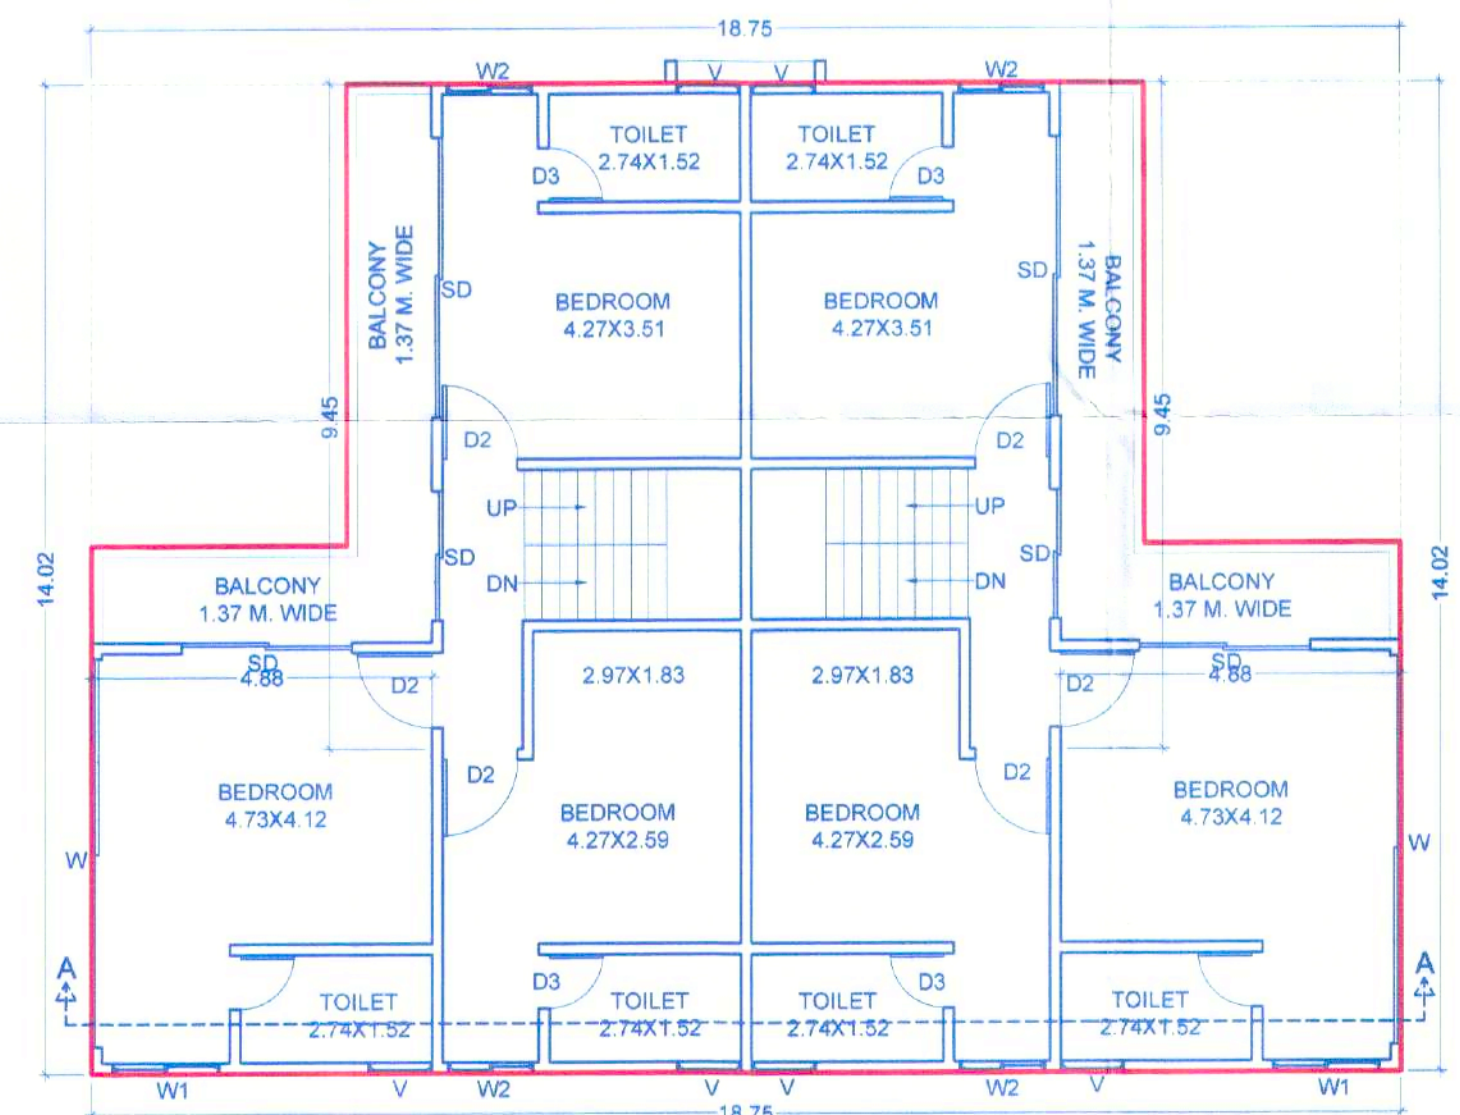 18.75
W2
V
V
W2
TOILET
2.74X1.52
TOILET
2.74X1.52
D3
D3
BALCONY
1.37 M. WIDE
SD
BEDROOM
4.27X3.51
BEDROOM
4.27X3.51
SD
BALCONY
1.37 M. WIDE
9.45
9.45
D2
D2
UP
UP
14.02
SD
SD
14.02
DN
DN
BALCONY
1.37 M. WIDE
BALCONY
1.37 M. WIDE
SD
4.88
D2
2.97X1.83
2.97X1.83
D2
SD
4.88
D2
D2
BEDROOM
4.73X4.12
BEDROOM
4.27X2.59
BEDROOM
4.27X2.59
BEDROOM
4.73X4.12
W
W
A
A
D3
D3
TOILET
2.74X1.52
TOILET
2.74X1.52
TOILET
2.74X1.52
TOILET
2.74X1.52
W1
V
W2
V
V
W2
V
W1
18.75